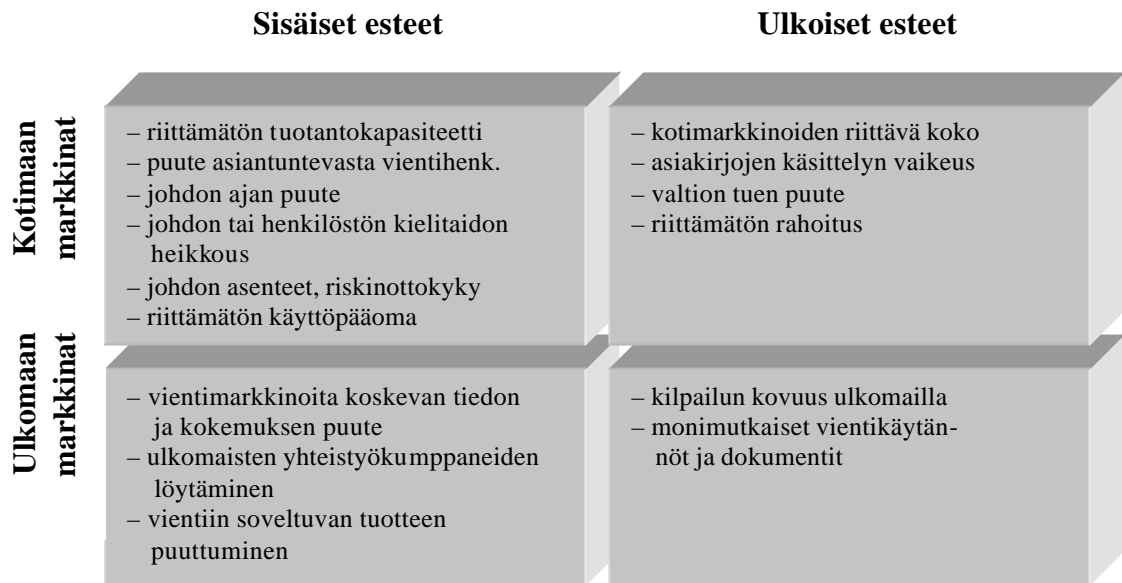 Sisäiset esteet
Ulkoiset esteet
Kotimaan
markkinat
– riittämätön tuotantokapasiteetti
– puute asiantuntevasta vientihenk.
– johdon ajan puute
– johdon tai henkilöstön kielitaidon
heikkous
– johdon asenteet, riskinottokyky
– riittämätön käyttöpääoma
– kotimarkkinoiden riittävä koko
– asiakirjojen käsittelyn vaikeus
– valtion tuen puute
– riittämätön rahoitus
Ulkomaan
markkinat
– vientimarkkinoita koskevan tiedon
ja kokemuksen puute
– ulkomaisten yhteistyökumppaneiden
löytäminen
– vientiin soveltuvan tuotteen
puuttuminen
– kilpailun kovuus ulkomailla
– monimutkaiset vientikäytän-
nöt ja dokumentit